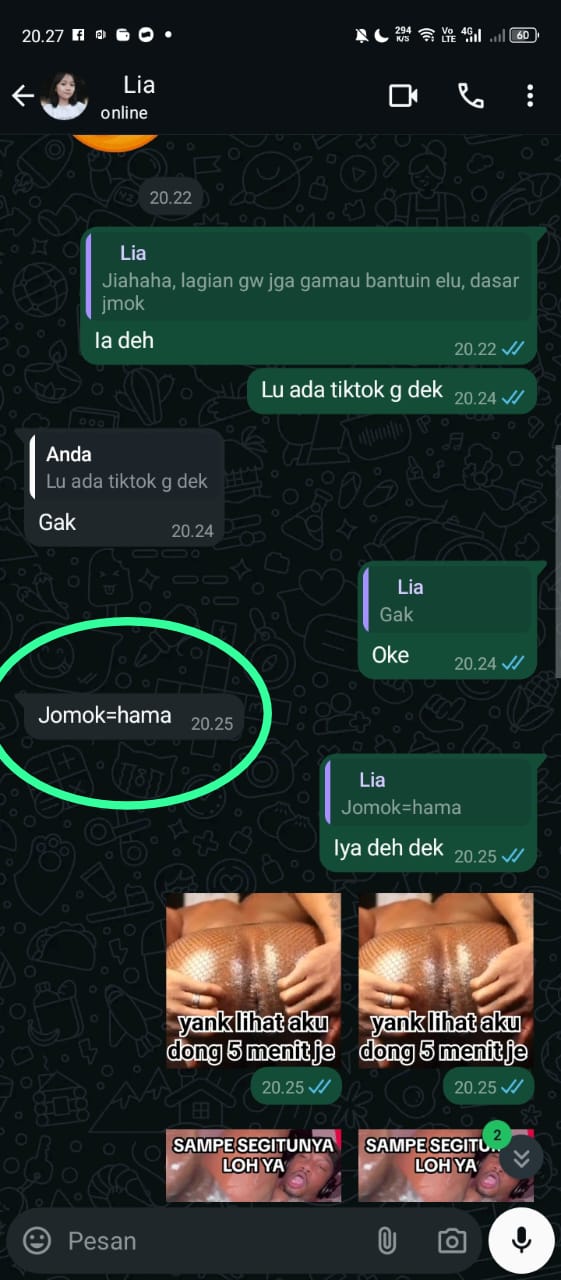 20.27
294
K/S
Vo
LTE
4G
60
Lia
online
20.22
Lia
Jiahaha, lagian gw jga gamau bantuin elu, dasar
jmok
Ia deh
20.22
Lu ada tiktok g dek
20.24
Anda
Lu ada tiktok g dek
Gak
20.24
Lia
Gak
Oke
20.24
Jomok=hama
20.25
Lia
Jomok=hama
Iya deh dek
20.25
yank lihat aku
dong 5 menit je
20.25
yank lihat aku
dong 5 menit je
20.25
SAMPE SEGITUNYA
LOH YA
SAMPE SEGITU
LOH YA
2
Pesan